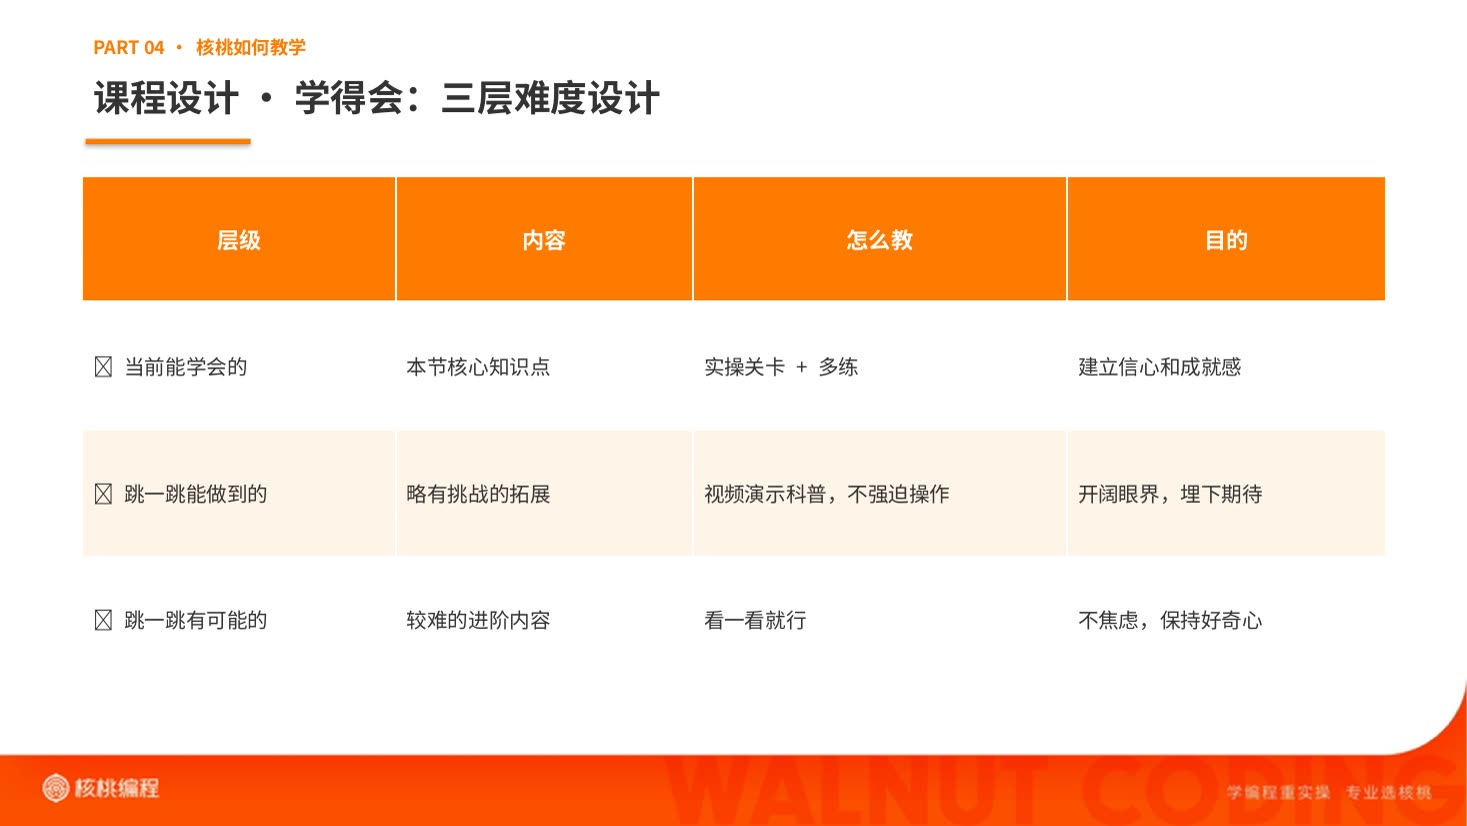 PART 04 · 核桃如何教学
课程设计 · 学得会：三层难度设计
层级 内容 怎么教 目的
当前能学会的 本节核心知识点 实操关卡 + 多练 建立信心和成就感
跳一跳能做到的 略有挑战的拓展 视频演示科普，不强迫操作 开阔眼界，埋下期待
跳一跳有可能的 较难的进阶内容 看一看就行 不焦虑，保持好奇心
WALNUT CODING
核桃编程
学编程重实操 专业选核桃